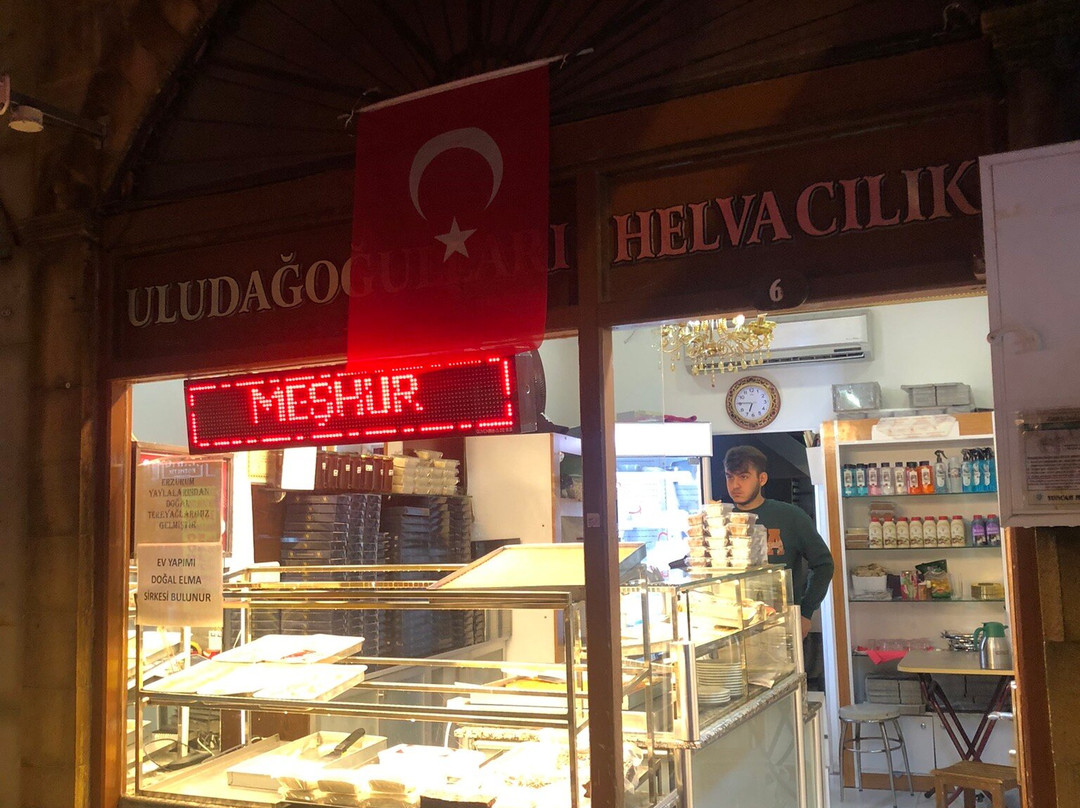 ULUDAĞOĞULLARI HELVACILIK
6
MEŞHUR
ERZURUM
YAYLALARINDAN
DOĞAL
TEREYAĞLARIMIZ
GELMİŞTİR
EV YAPIMI
DOĞAL ELMA
SİRKESİ BULUNUR
A